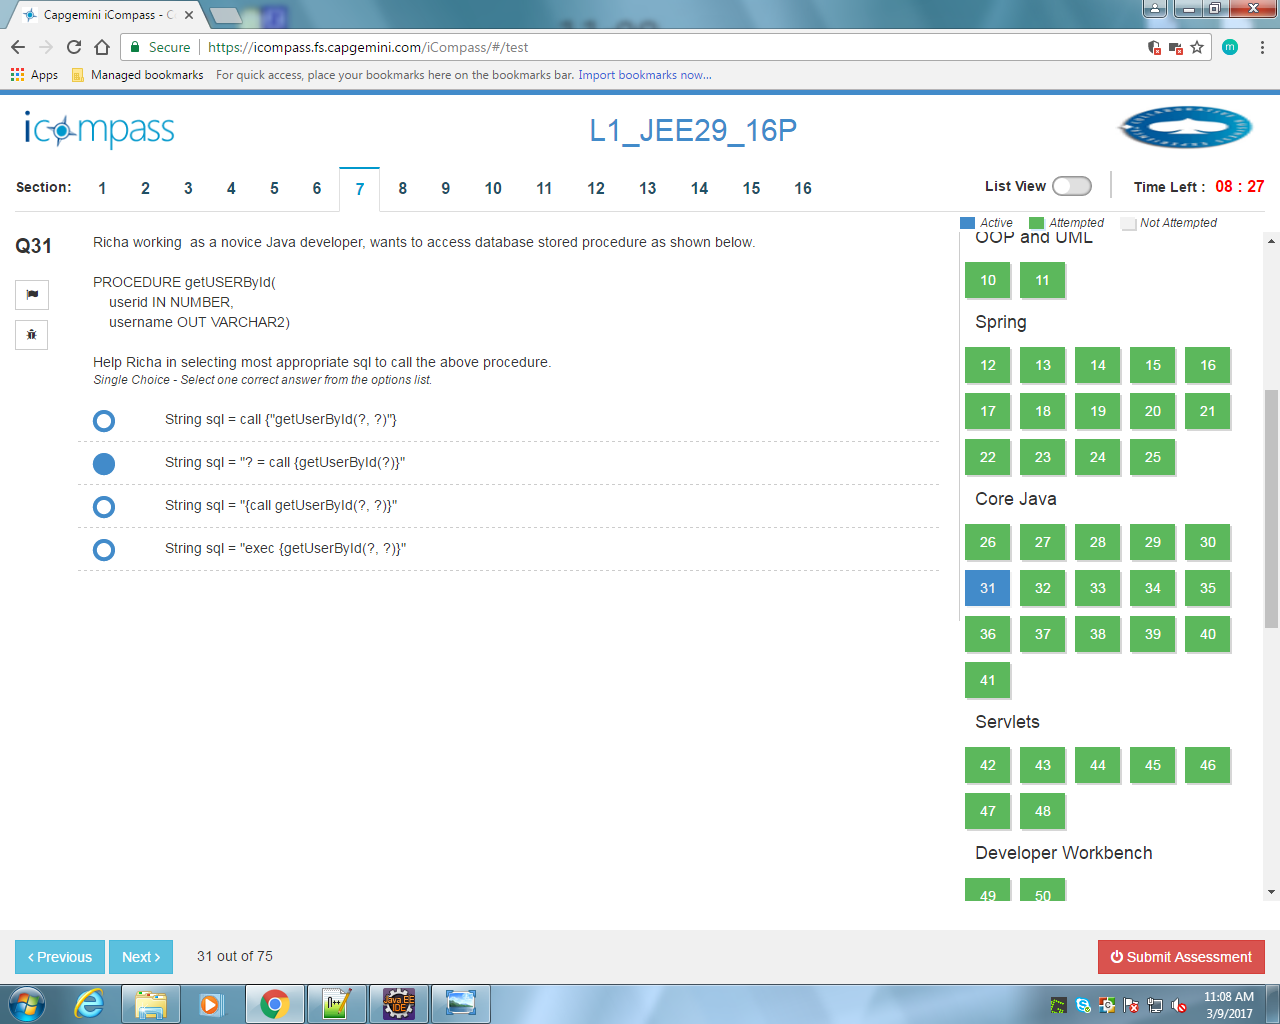 Capgemini iCompass - C
Secure
https://icompass.fs.capgemini.com/iCompass/#/test
m
Apps
Managed bookmarks
For quick access, place your bookmarks here on the bookmarks bar. Import bookmarks now...
icompass
L1_JEE29_16P
Section: 1 2 3 4 5 6 7 8 9 10 11 12 13 14 15 16
List View
Time Left : 08 : 27
Active Attempted Not Attempted
Q31
Richa working as a novice Java developer, wants to access database stored procedure as shown below.
PROCEDURE getUSERById(
userid IN NUMBER,
username OUT VARCHAR2)
Help Richa in selecting most appropriate sql to call the above procedure.
Single Choice - Select one correct answer from the options list.
String sql = call {"getUserById(?, ?)"}
String sql = "? = call {getUserById(?)}"
String sql = "{call getUserById(?, ?)}"
String sql = "exec {getUserById(?, ?)}"
OOP and UML
10 11
Spring
12 13 14 15 16
17 18 19 20 21
22 23 24 25
Core Java
26 27 28 29 30
31 32 33 34 35
36 37 38 39 40
41
Servlets
42 43 44 45 46
47 48
Developer Workbench
49 50
‹ Previous
Next ›
31 out of 75
Submit Assessment
Java EE
IDE
11:08 AM
3/9/2017